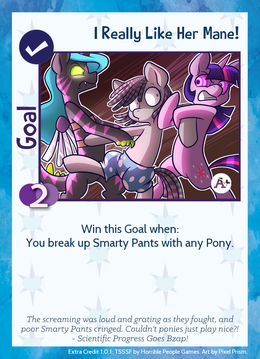 I Really Like Her Mane!
Goal
2
A+
Win this Goal when:
You break up Smarty Pants with any Pony.
The screaming was loud and grating as they fought, and
poor Smarty Pants cringed. Couldn't ponies just play nice?!
- Scientific Progress Goes Bzap!
Extra Credit 1.0.1: TSSSF by Horrible People Games. Art by Pixel Prism.